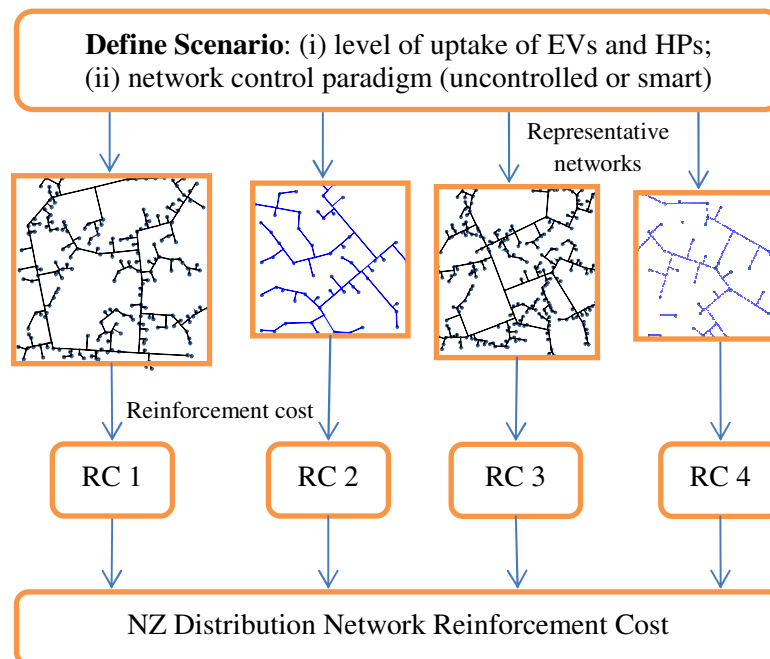 Define Scenario: (i) level of uptake of EVs and HPs;
(ii) network control paradigm (uncontrolled or smart)
Representative
networks
Reinforcement cost
RC 1
RC 2
RC 3
RC 4
NZ Distribution Network Reinforcement Cost